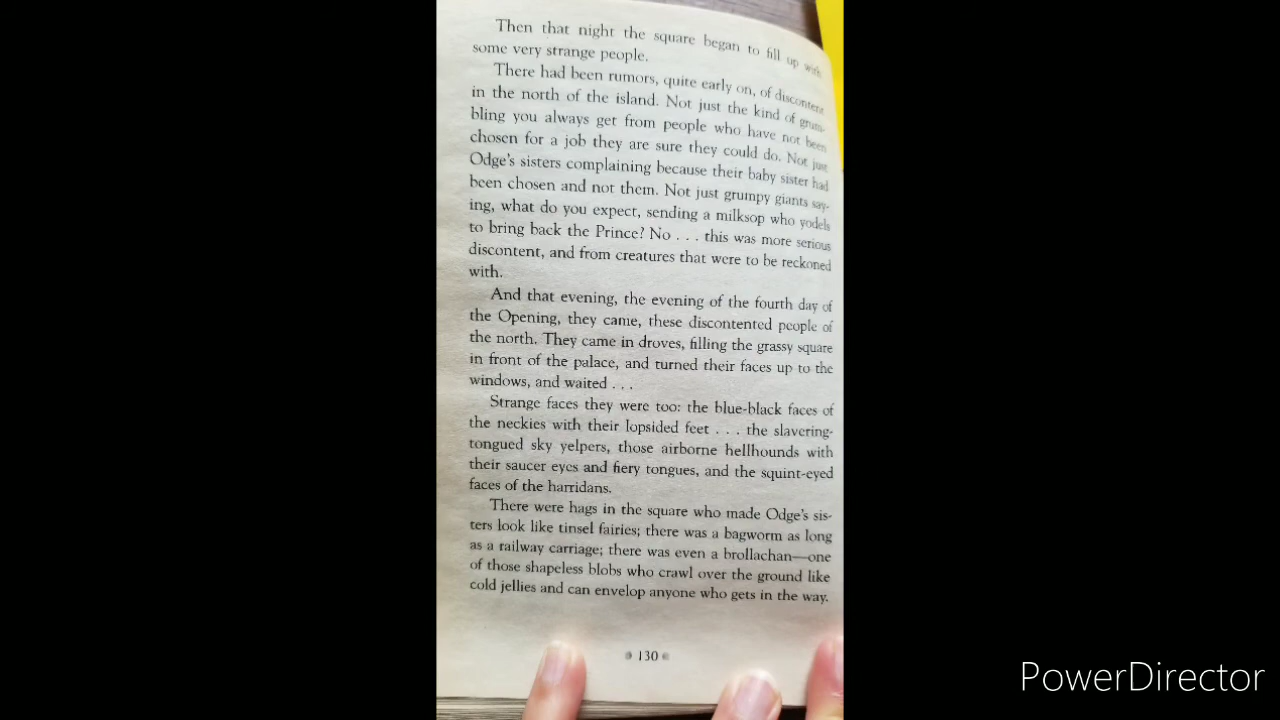 Then that night the square began to fill up with
some very strange people.
There had been rumors, quite early on, of discontent
in the north of the island. Not just the kind of grum-
bling you always get from people who have not been
chosen for a job they are sure they could do. Not just
Odge's sisters complaining because their baby sister had
been chosen and not them. Not just grumpy giants say-
ing, what do you expect, sending a milksop who yodels
to bring back the Prince? No . . . this was more serious
discontent, and from creatures that were to be reckoned
with.
And that evening, the evening of the fourth day of
the Opening, they came, these discontented people of
the north. They came in droves, filling the grassy square
in front of the palace, and turned their faces up to the
windows, and waited . . .
Strange faces they were too: the blue-black faces of
the neckies with their lopsided feet . . . the slavering-
tongued sky yelpers, those airborne hellhounds with
their saucer eyes and fiery tongues, and the squint-eyed
faces of the harridans.
There were hags in the square who made Odge's sis-
ters look like tinsel fairies; there was a bagworm as long
as a railway carriage; there was even a brollachan—one
of those shapeless blobs who crawl over the ground like
cold jellies and can envelop anyone who gets in the way.
130
PowerDirector